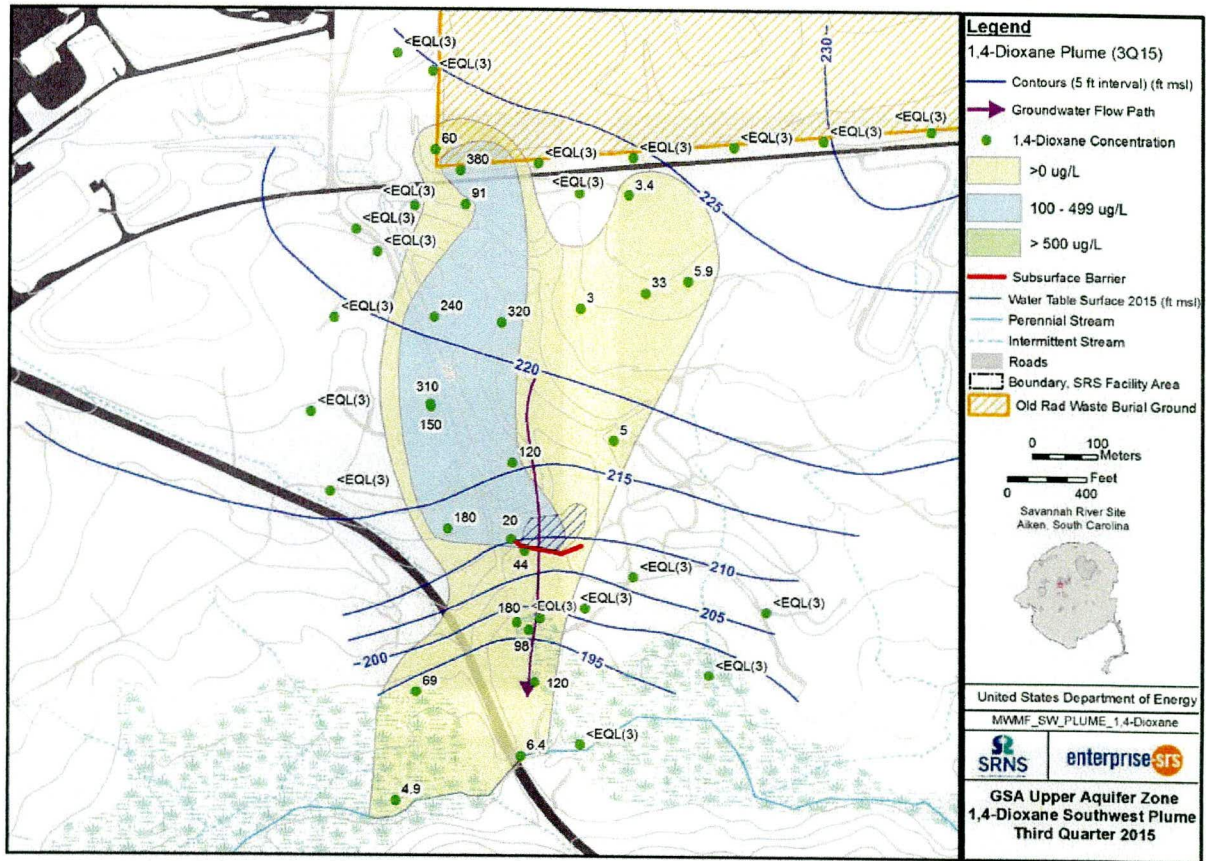 <EQL(3)
<EQL(3)
230
<EQL(3)
<EQL(3)
<EQL(3)
<EQL(3)
<EQL(3)
60
380
<EQL(3)
91
<EQL(3)
3.4
225
<EQL(3)
<EQL(3)
<EQL(3)
240
320
3
33
5.9
220
<EQL(3)
310
150
5
120
215
<EQL(3)
180
20
44
210
<EQL(3)
180
<EQL(3)
<EQL(3)
205
<EQL(3)
98
200
195
<EQL(3)
69
120
6.4
<EQL(3)
4.9
Legend
1,4-Dioxane Plume (3Q15)
Contours (5 ft interval) (ft msl)
Groundwater Flow Path
1,4-Dioxane Concentration
>0 ug/L
100 - 499 ug/L
> 500 ug/L
Subsurface Barrier
Water Table Surface 2015 (ft msl)
Perennial Stream
Intermittent Stream
Roads
Boundary, SRS Facility Area
Old Rad Waste Burial Ground
0 100
Meters
Feet
0 400
Savannah River Site
Aiken, South Carolina
United States Department of Energy
MWMF_SW_PLUME_1,4-Dioxane
SRNS
enterprise·srs
GSA Upper Aquifer Zone
1,4-Dioxane Southwest Plume
Third Quarter 2015